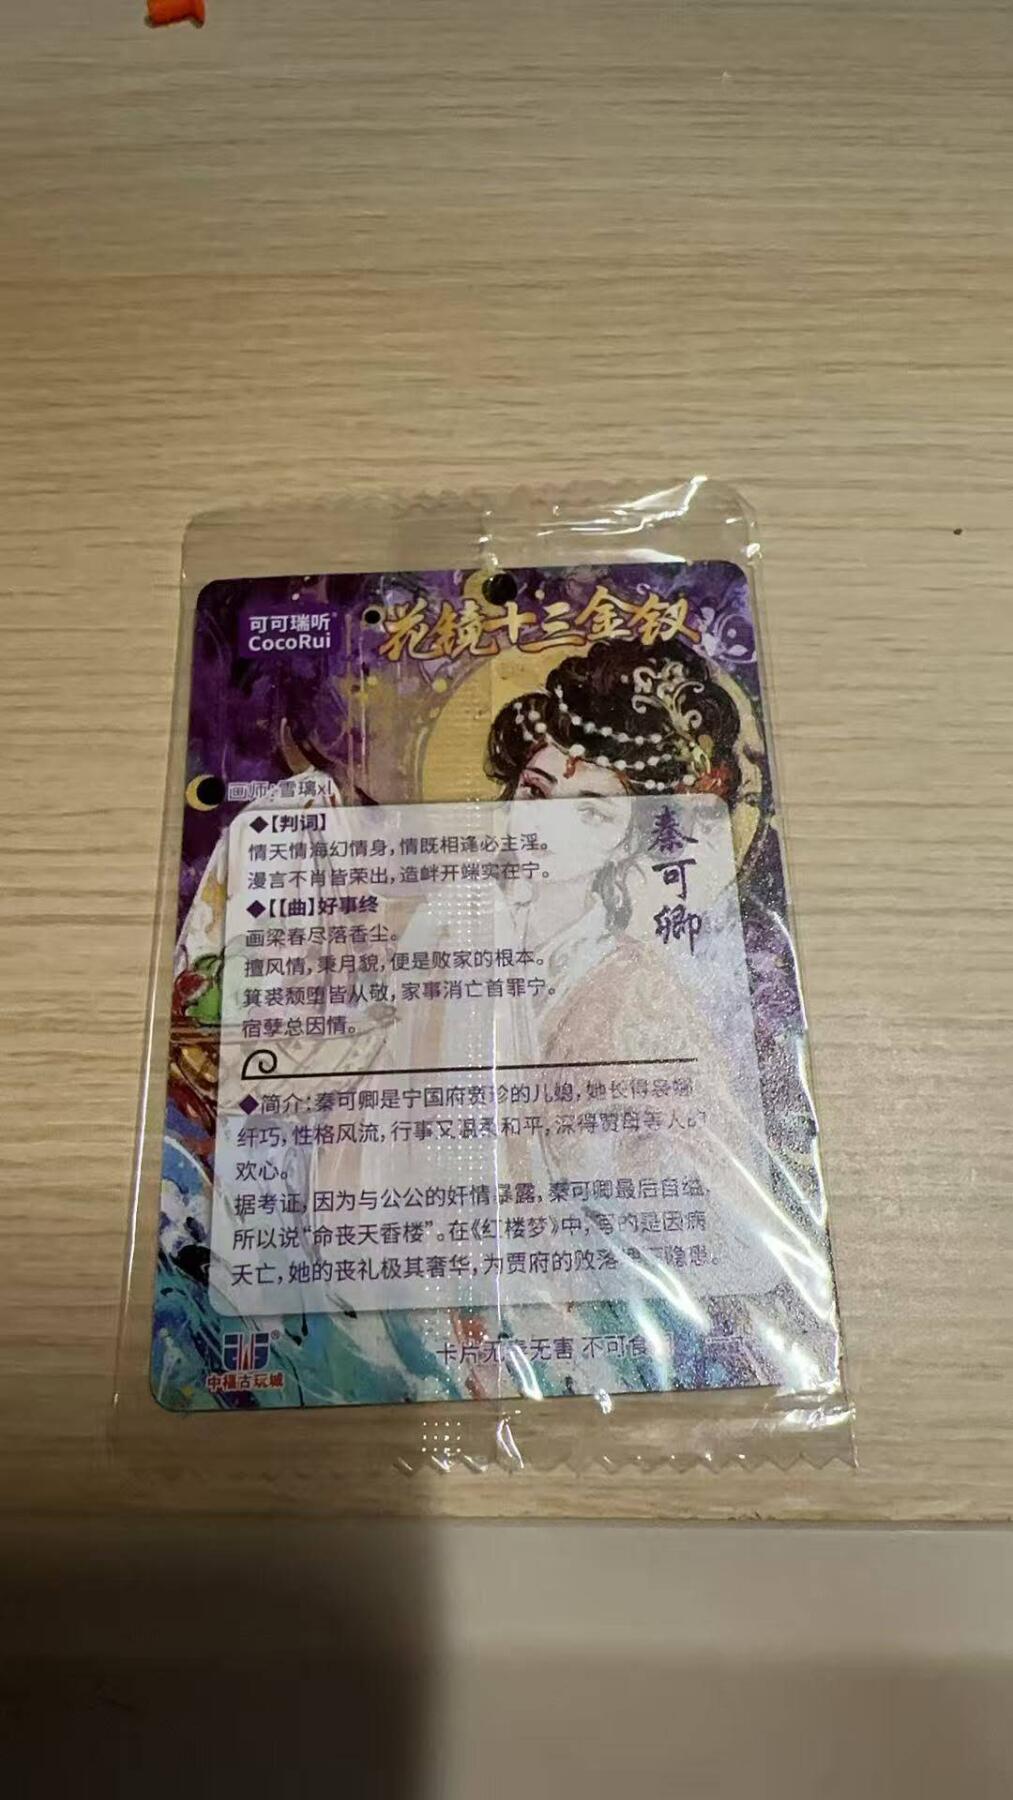 可可瑞听
CocoRui
花镜十三金钗
画师:雪璃xl
秦可卿
◆【判词】
情天情海幻情身,情既相逢必主淫。
漫言不肖皆荣出,造衅开端实在宁。
◆【[曲]好事终
画梁春尽落香尘。
擅风情,秉月貌,便是败家的根本。
箕裘颓堕皆从敬,家事消亡首罪宁。
宿孽总因情。
◆简介:秦可卿是宁国府贾珍的儿媳,她长得袅娜
纤巧,性格风流,行事又温柔和平,深得贾母等人的
欢心。
据考证,因为与公公的奸情暴露,秦可卿最后自缢,
所以说“命丧天香楼”。在《红楼梦》中,写的是因病
夭亡,她的丧礼极其奢华,为贾府的败落 隐患。
卡片无毒无害 不可食
中福古玩城